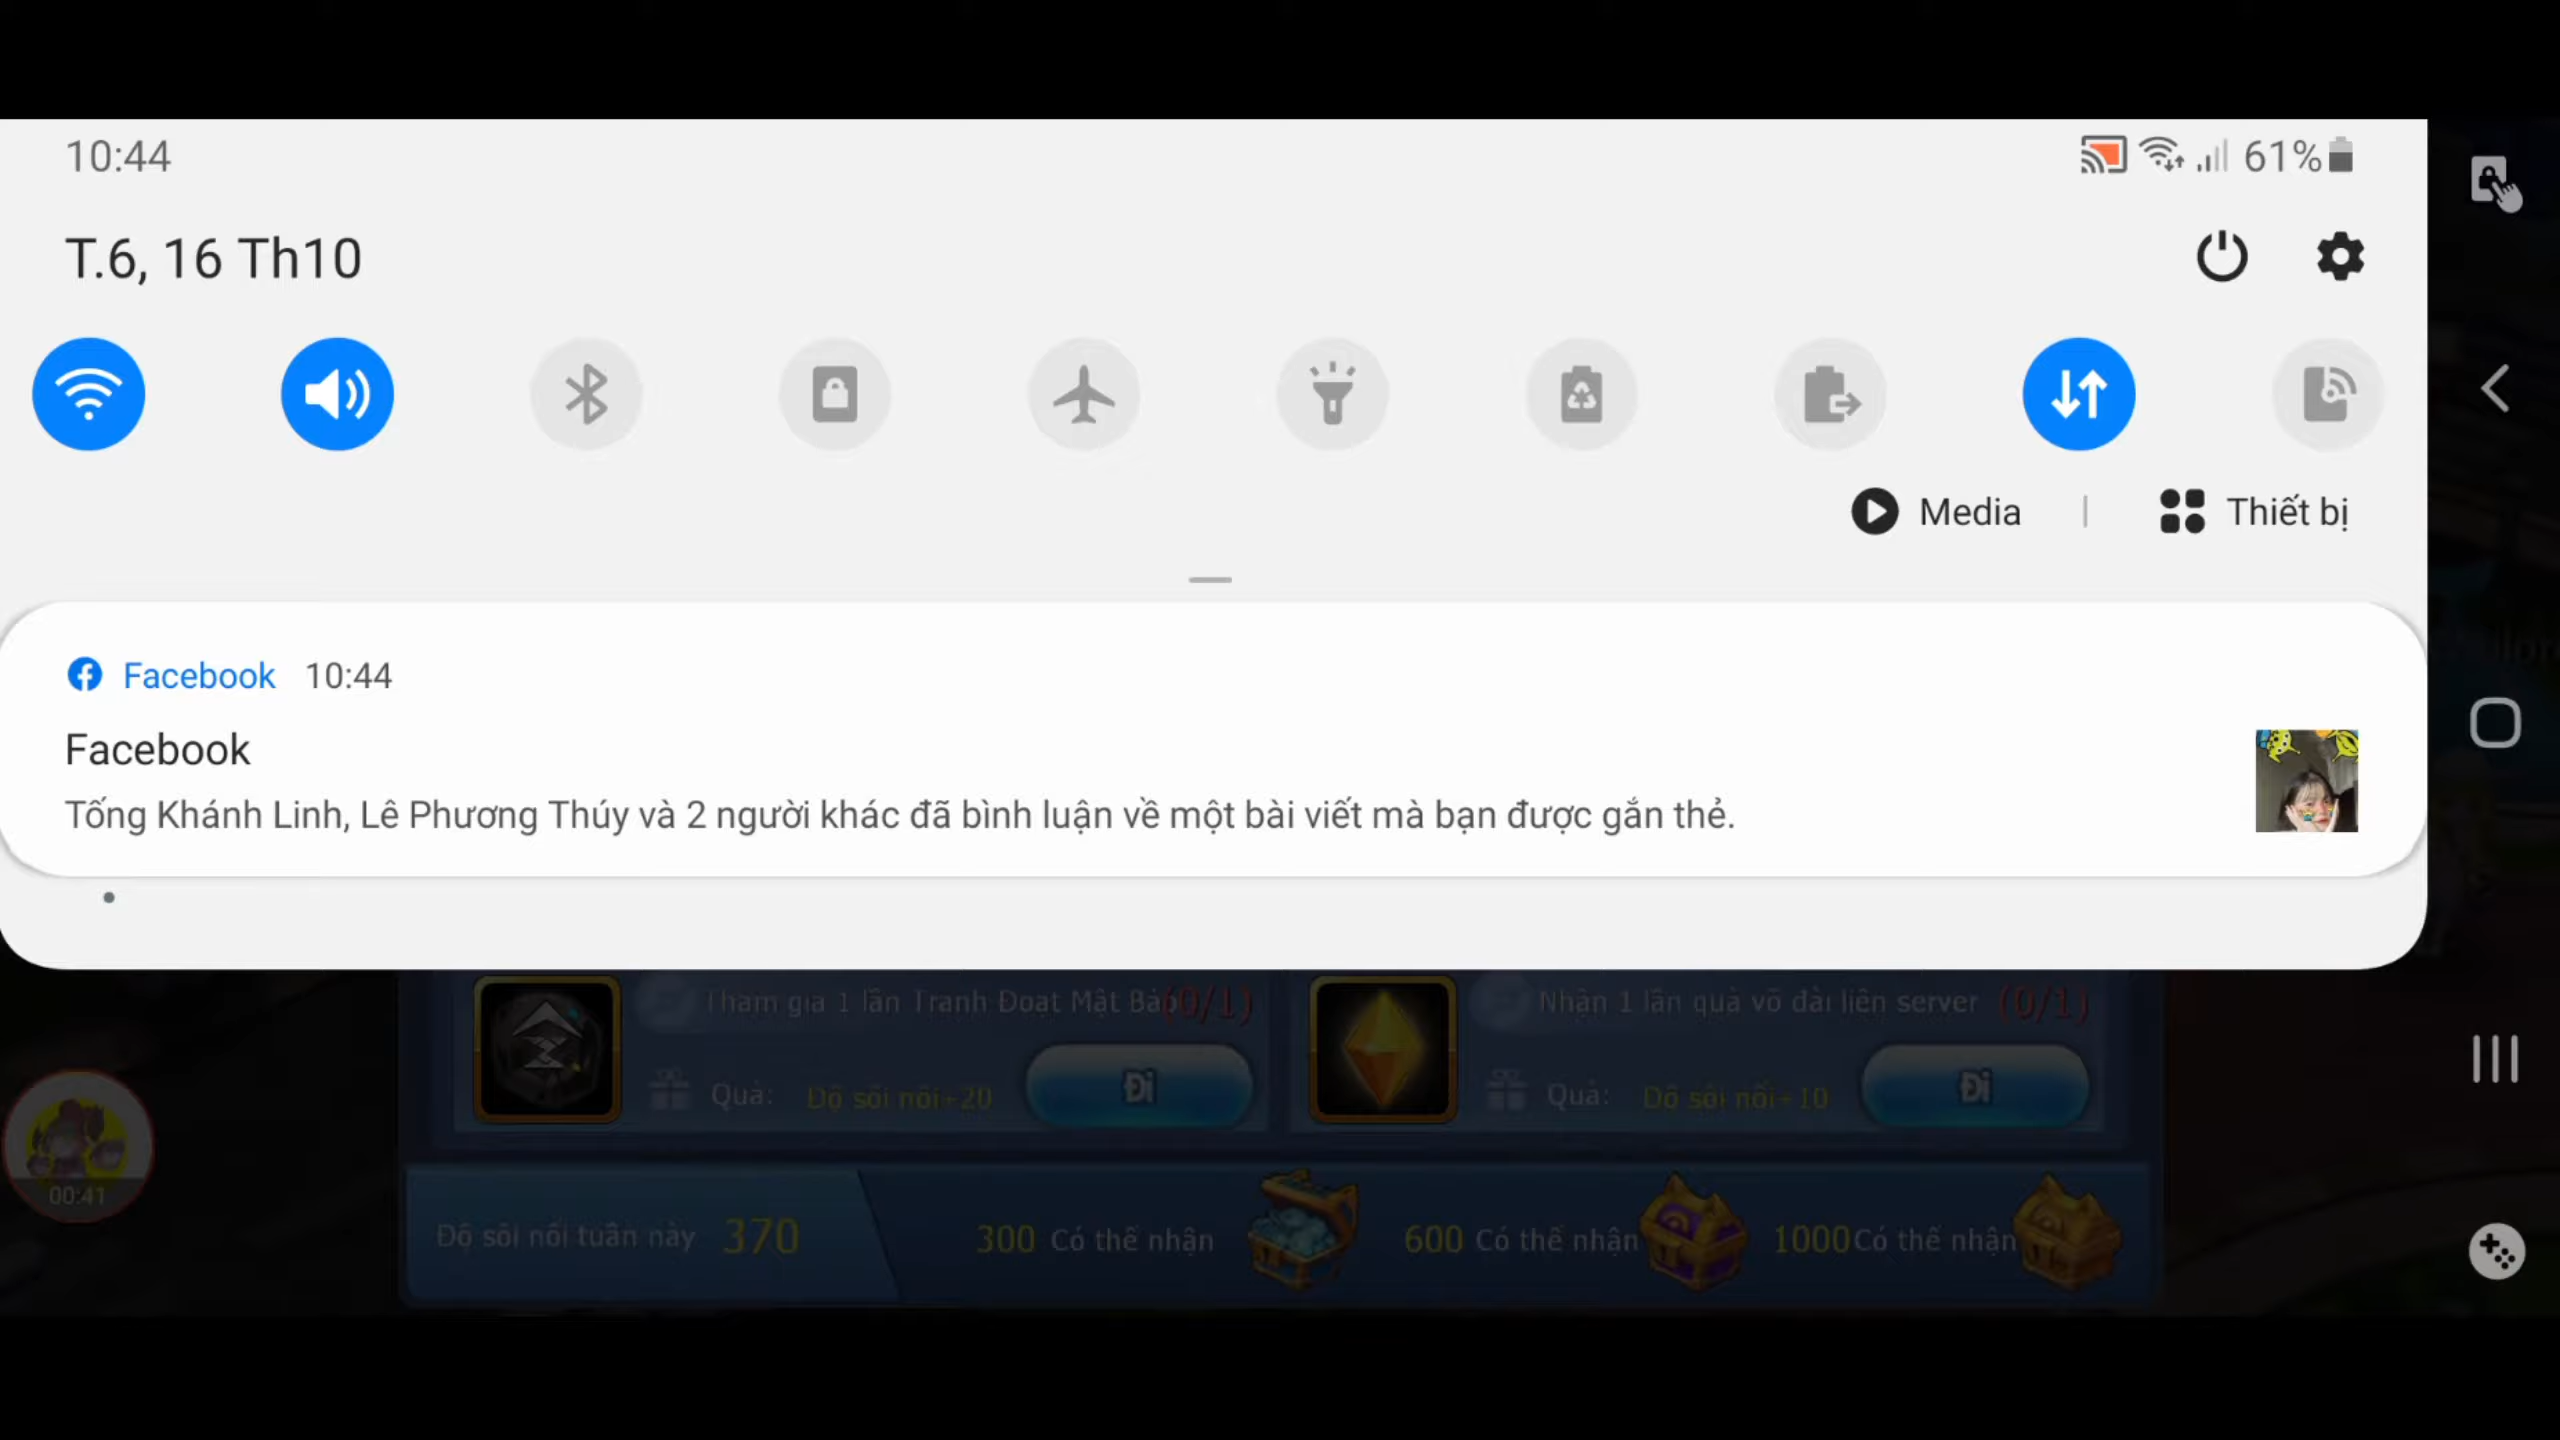 10:44
61%
T.6, 16 Th10
Media | Thiết bị
Facebook 10:44
Facebook
Tống Khánh Linh, Lê Phương Thúy và 2 người khác đã bình luận về một bài viết mà bạn được gắn thẻ.
Tham gia 1 lần Tranh Đoạt Mật Bảo (0/1)
Quà: Độ sôi nổi+20
Đi
Nhận 1 lần quà võ đài liên server (0/1)
Quà: Độ sôi nổi+10
Đi
00:41
Độ sôi nổi tuần này 370
300 Có thể nhận
600 Có thể nhận
1000 Có thể nhận